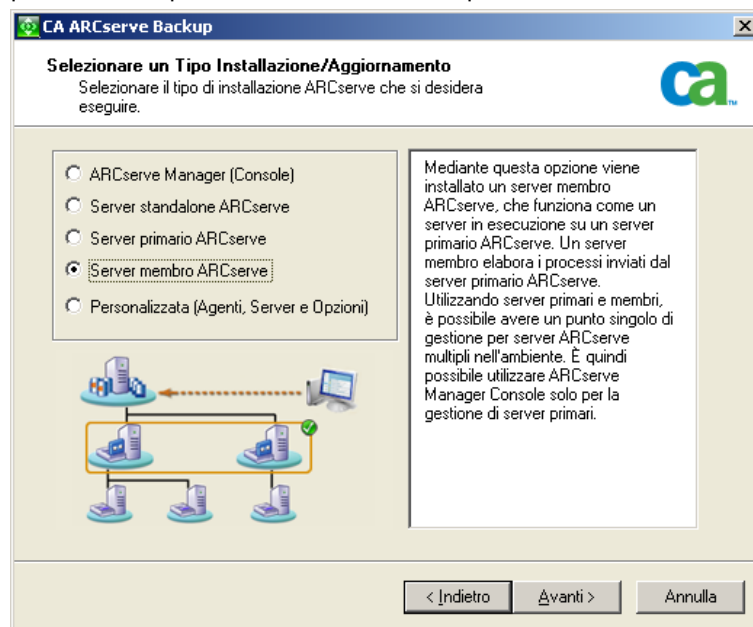 CA ARCserve Backup
Selezionare un Tipo Installazione/Aggiornamento
Selezionare il tipo di installazione ARCserve che si desidera
eseguire.
ca
ARCserve Manager (Console)
Server standalone ARCserve
Server primario ARCserve
Server membro ARCserve
Personalizzata (Agenti, Server e Opzioni)
Mediante questa opzione viene
installato un server membro
ARCserve, che funziona come un
server in esecuzione su un server
primario ARCserve. Un server
membro elabora i processi inviati dal
server primario ARCserve.
Utilizzando server primari e membri,
è possibile avere un punto singolo di
gestione per server ARCserve
multipli nell'ambiente. È quindi
possibile utilizzare ARCserve
Manager Console solo per la
gestione di server primari.
< Indietro
Avanti >
Annulla